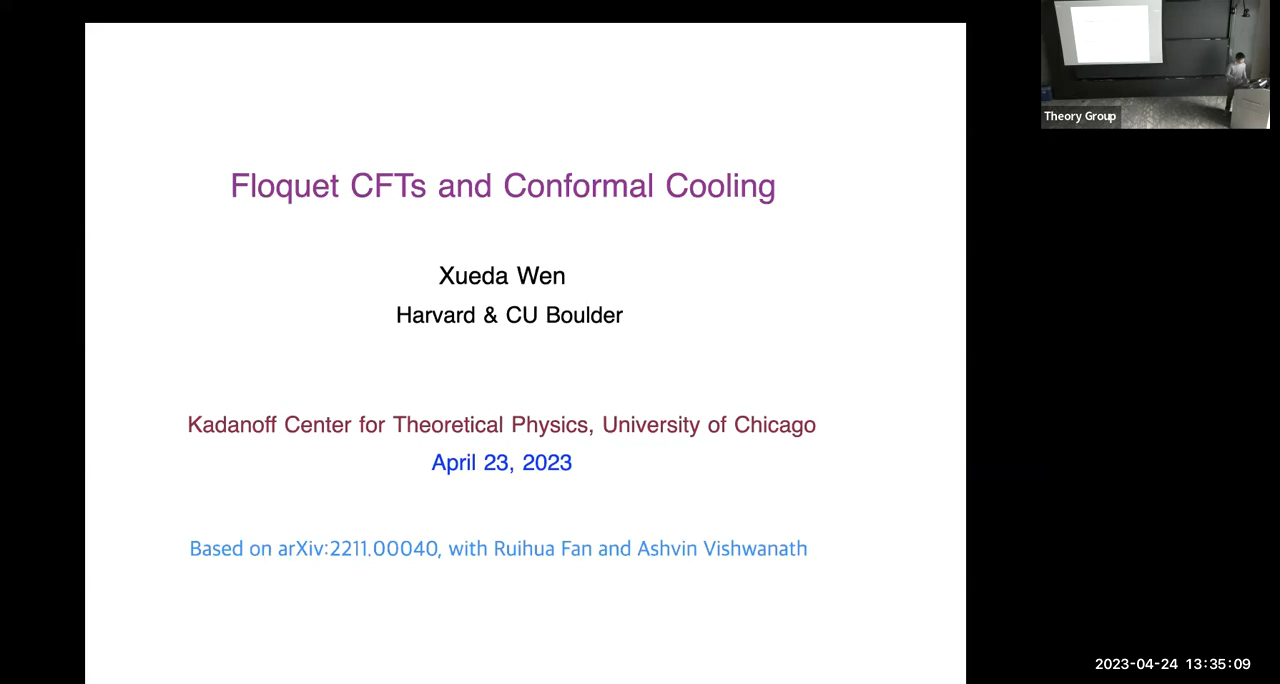 Floquet CFTs and Conformal Cooling
Xueda Wen
Harvard & CU Boulder
Kadanoff Center for Theoretical Physics, University of Chicago
April 23, 2023
Based on arXiv:2211.00040, with Ruihua Fan and Ashvin Vishwanath
Theory Group
2023-04-24 13:35:09